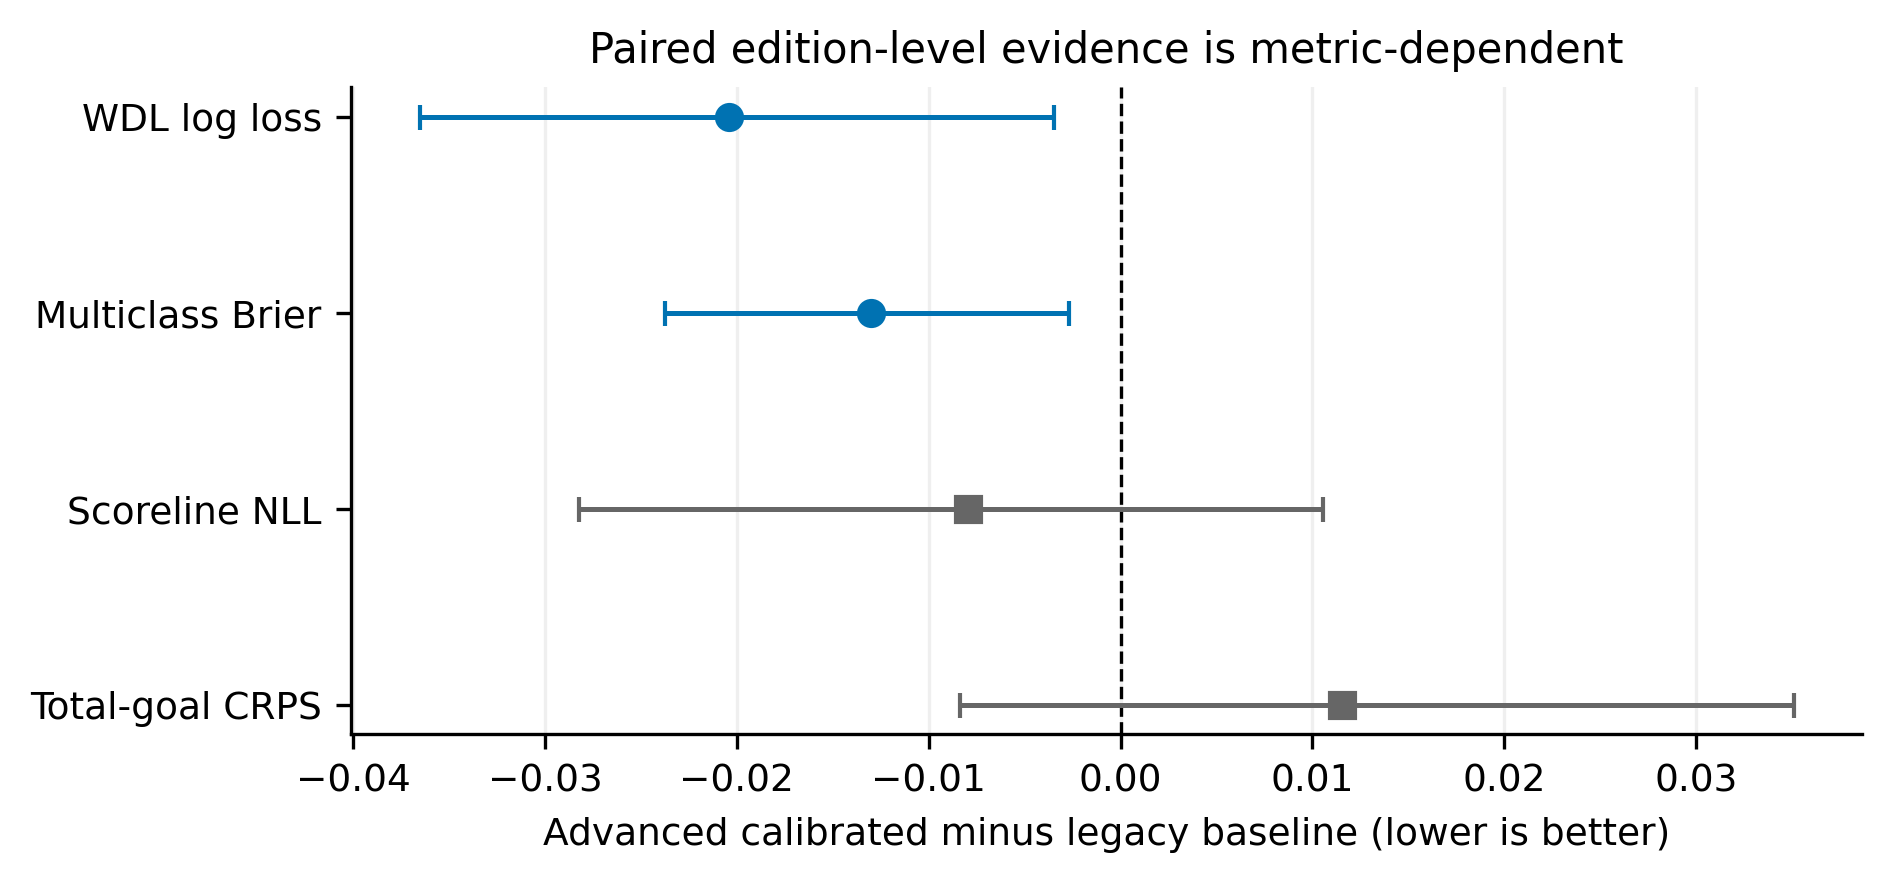 Paired edition-level evidence is metric-dependent
WDL log loss
Multiclass Brier
Scoreline NLL
Total-goal CRPS
−0.04 −0.03 −0.02 −0.01 0.00 0.01 0.02 0.03
Advanced calibrated minus legacy baseline (lower is better)